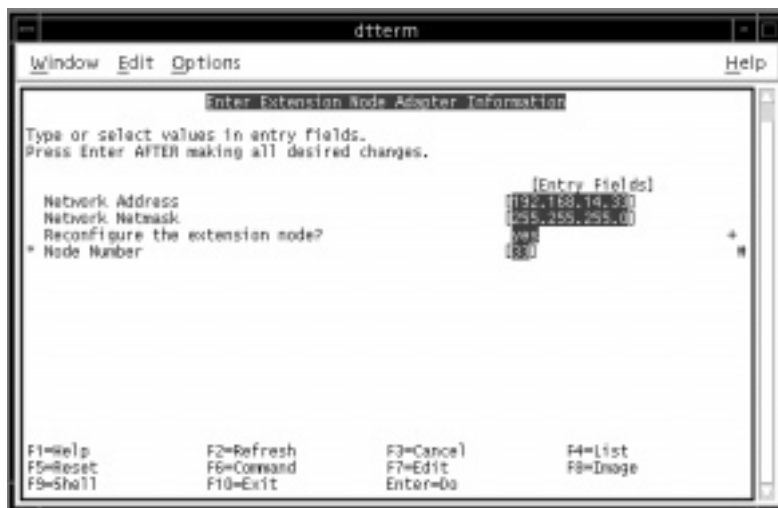 dtterm
Window Edit Options Help
Enter Extension Node Adapter Information
Type or select values in entry fields.
Press Enter AFTER making all desired changes.
[Entry Fields]
Network Address [192.168.14.33]
Network Netmask [255.255.255.0]
Reconfigure the extension node? yes +
* Node Number [33] #
F1=Help F2=Refresh F3=Cancel F4=List
F5=Reset F6=Command F7=Edit F8=Image
F9=Shell F10=Exit Enter=Do